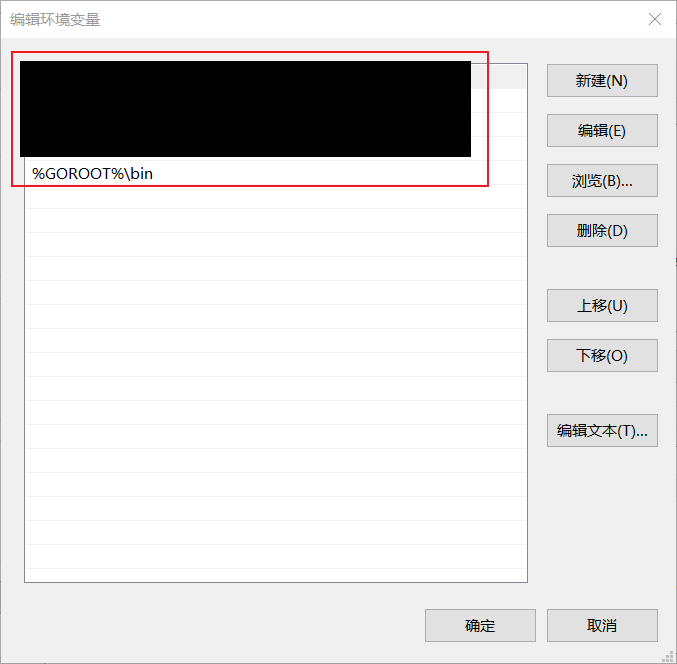 编辑环境变量
%GOROOT%\bin
新建(N)
编辑(E)
浏览(B)...
删除(D)
上移(U)
下移(O)
编辑文本(T)...
确定
取消